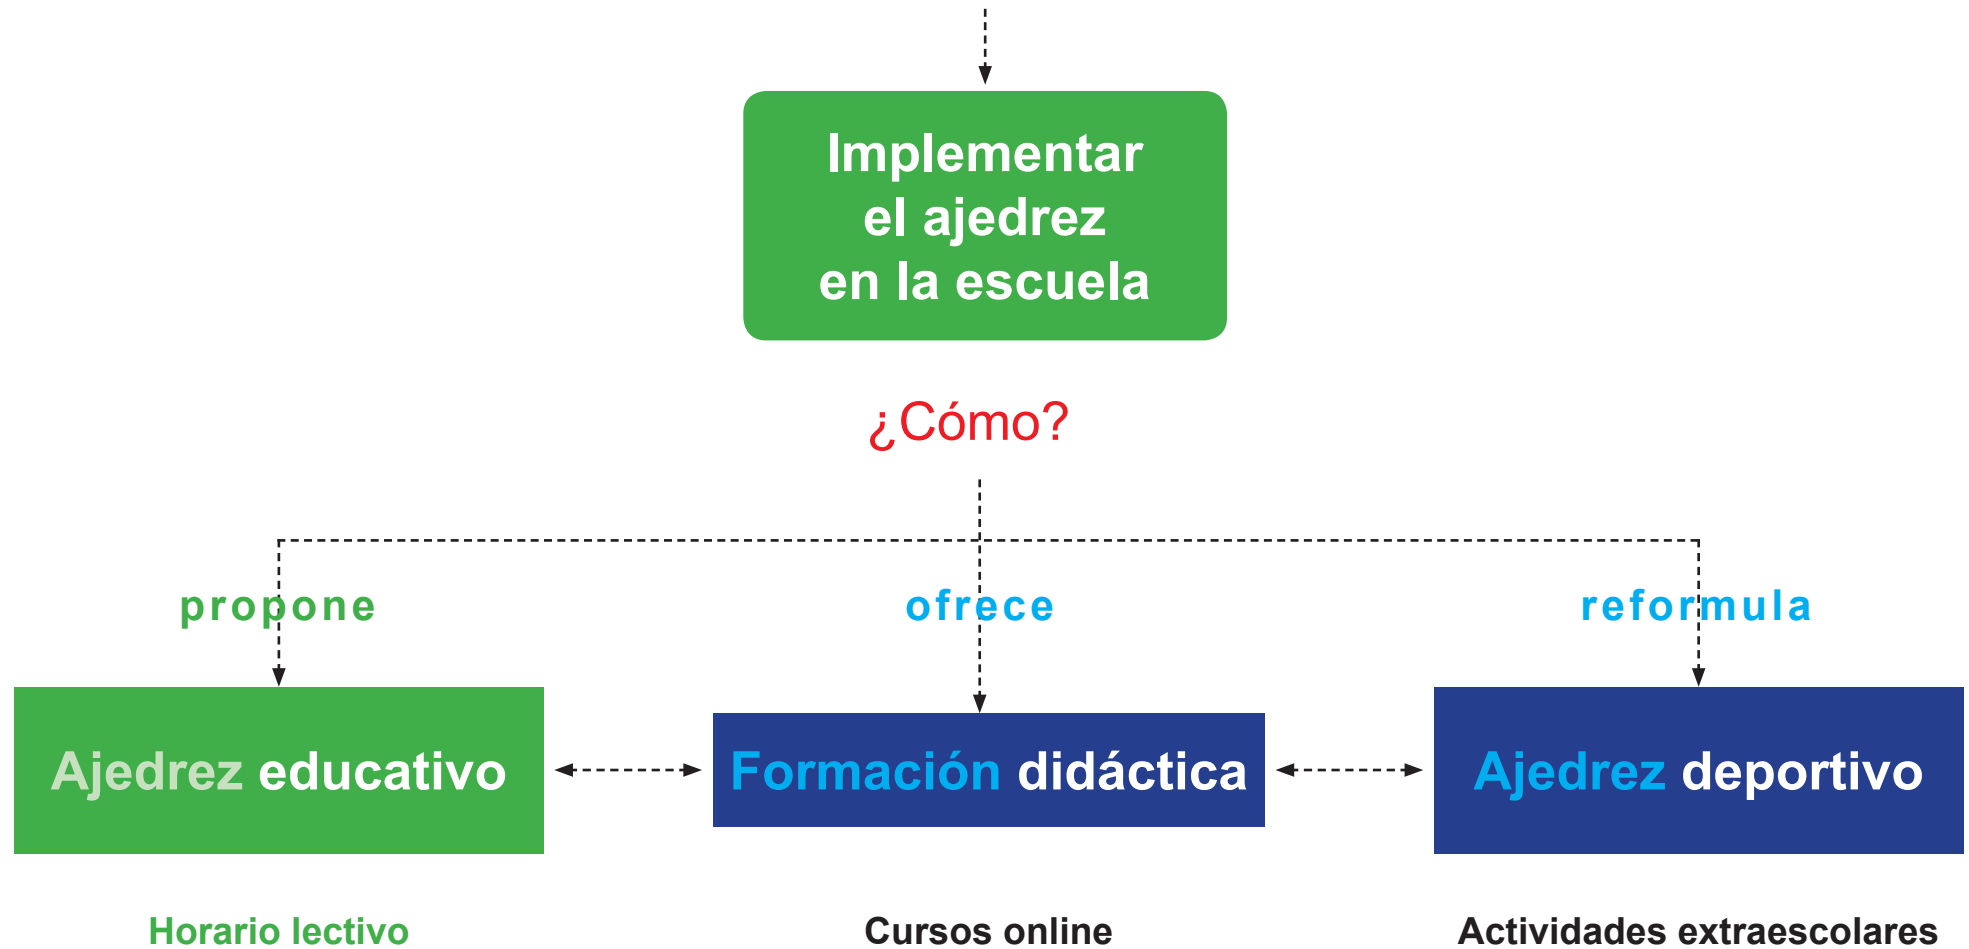 Implementar
el ajedrez
en la escuela
¿Cómo?
propone
ofrece
reformula
Ajedrez educativo
Formación didáctica
Ajedrez deportivo
Horario lectivo
Cursos online
Actividades extraescolares